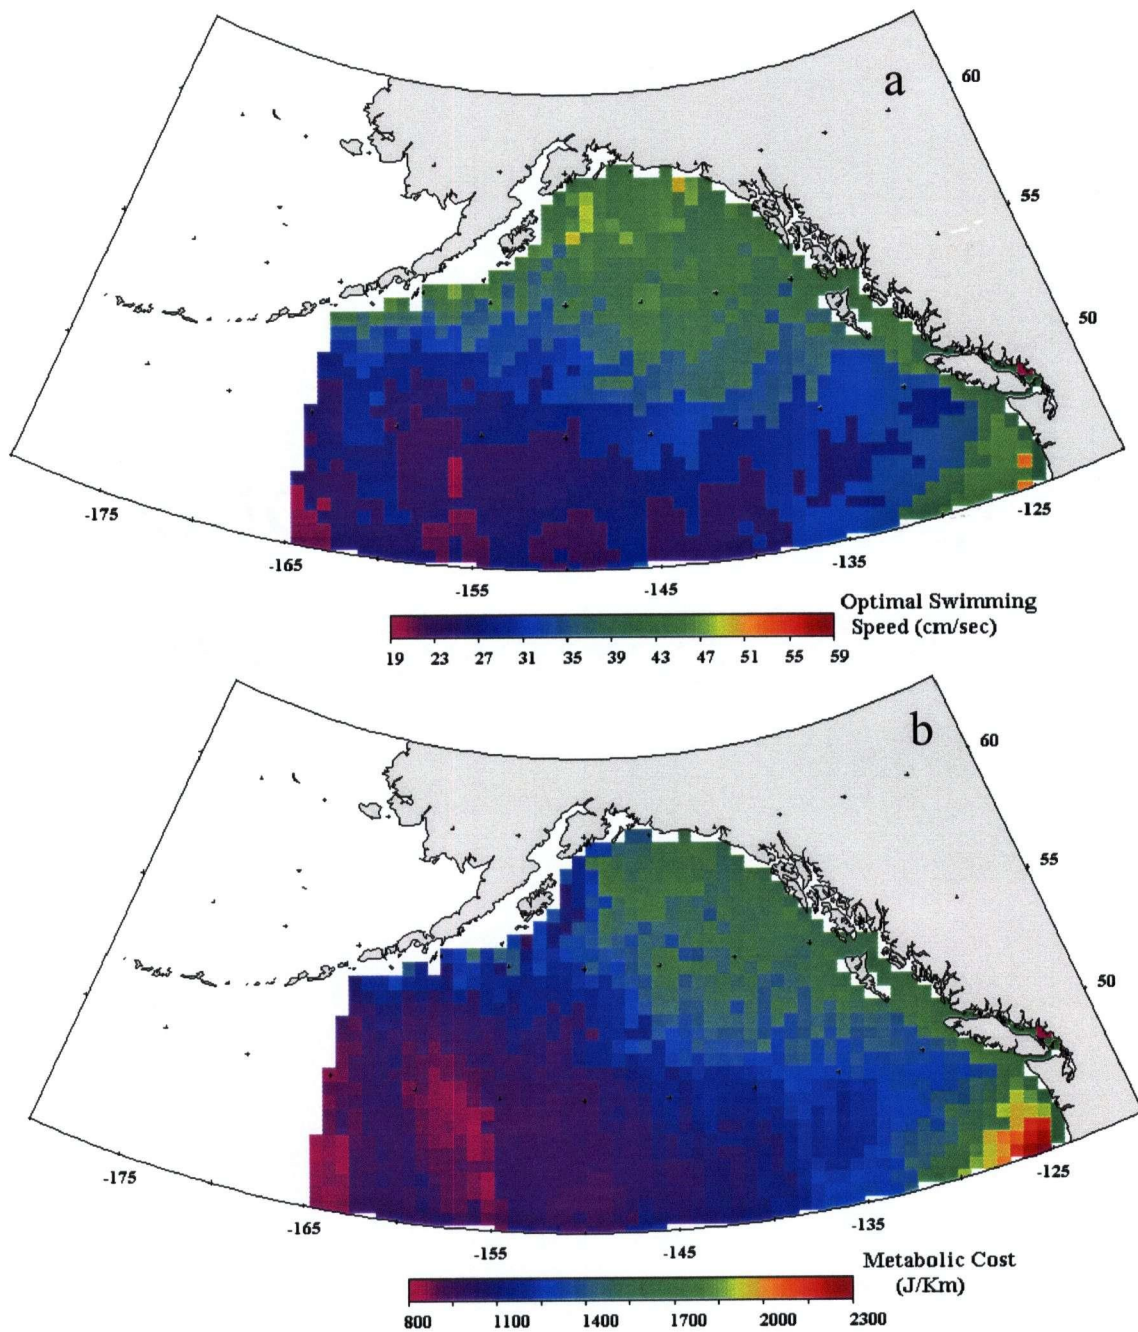 a
60
55
50
-175
-165
-155
-145
-135
-125
Optimal Swimming
Speed (cm/sec)
19 23 27 31 35 39 43 47 51 55 59
b
60
55
50
-175
-165
-155
-145
-135
-125
Metabolic Cost
(J/Km)
800 1100 1400 1700 2000 2300